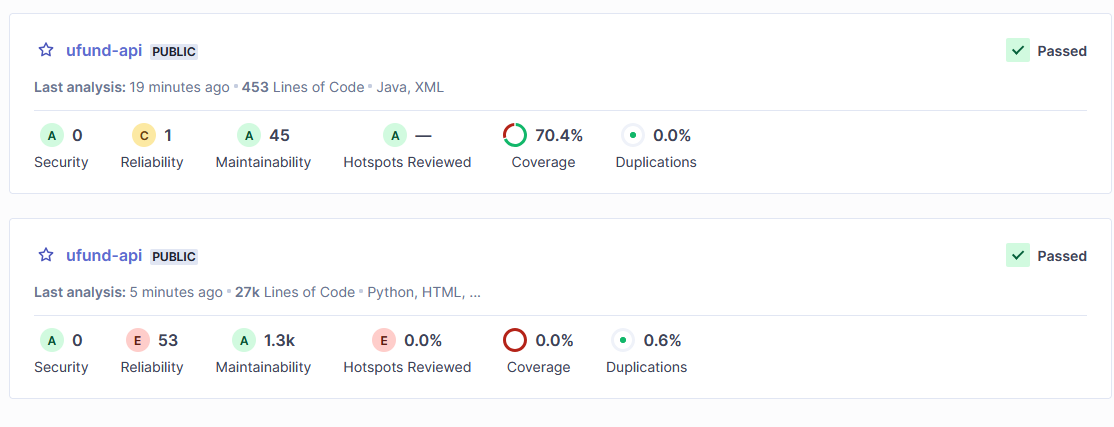 ufund-api PUBLIC Passed
Last analysis: 19 minutes ago 453 Lines of Code Java, XML
A 0 C 1 A 45 A — 70.4% 0.0%
Security Reliability Maintainability Hotspots Reviewed Coverage Duplications
ufund-api PUBLIC Passed
Last analysis: 5 minutes ago 27k Lines of Code Python, HTML, ...
A 0 E 53 A 1.3k E 0.0% 0.0% 0.6%
Security Reliability Maintainability Hotspots Reviewed Coverage Duplications